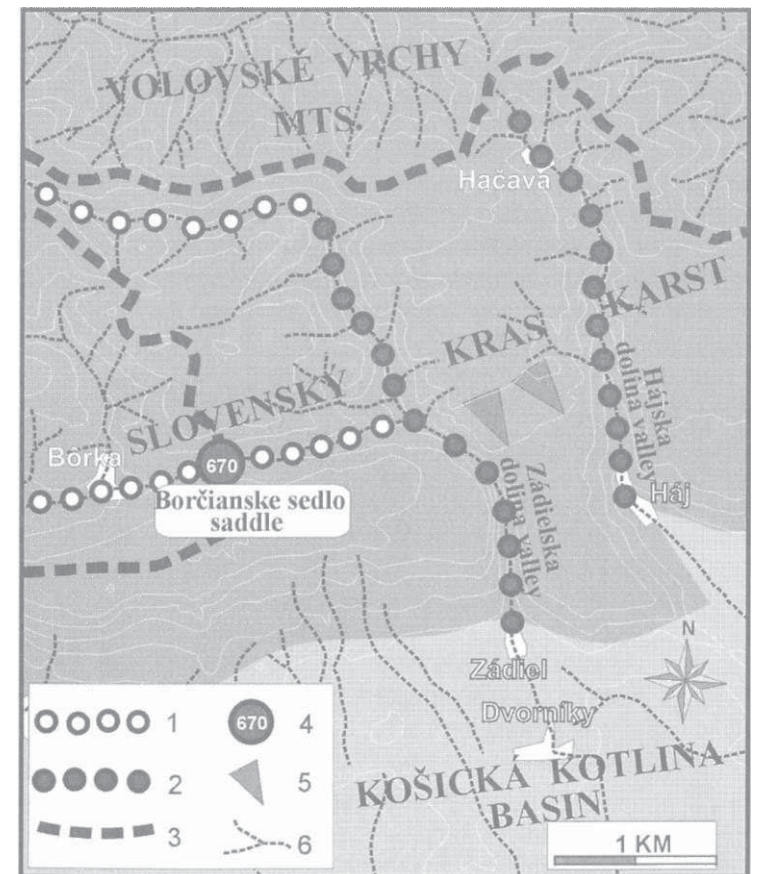 VOLOVSKÉ VRCHY
MTS.
Hačava
KARST
KRAS
SLOVENSKÝ
Hájska
dolina valley
Bôrka
670
Borčianske sedlo
saddle
Zádielska
dolina valley
Háj
N
Zádiel
Dvorníky
KOŠICKÁ KOTLINA
BASIN
1
670 4
2
5
3
6
1 KM